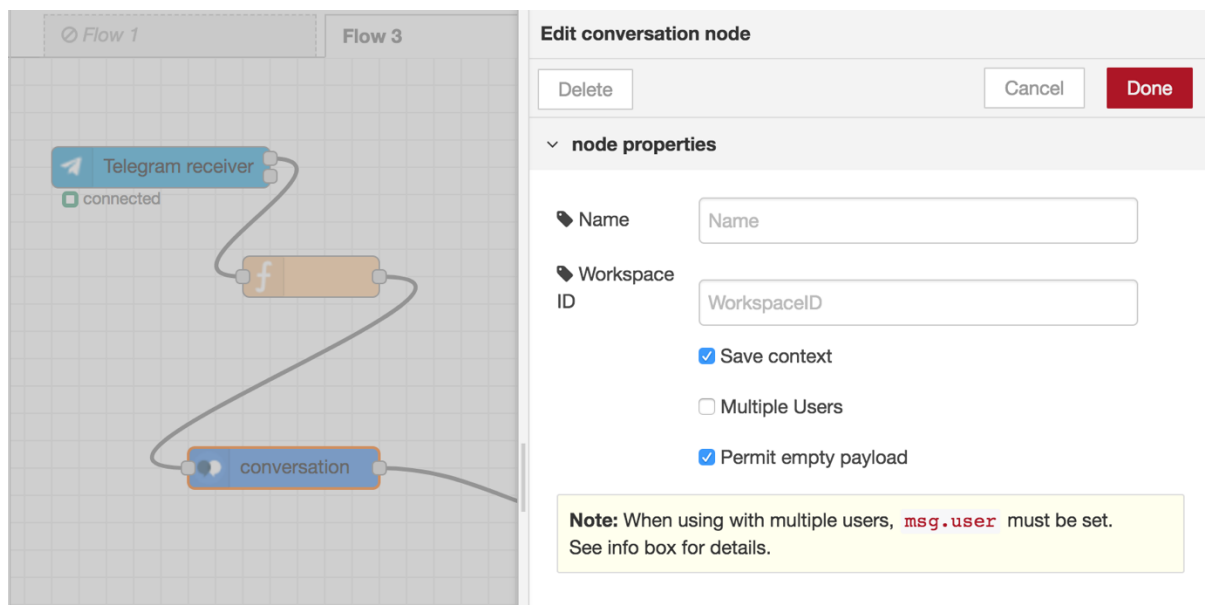 Flow 1
Flow 3
Telegram receiver
connected
f
conversation
Edit conversation node
Delete
Cancel
Done
node properties
Name
Name
Workspace
ID
WorkspaceID
Save context
Multiple Users
Permit empty payload
Note: When using with multiple users, msg.user must be set.
See info box for details.